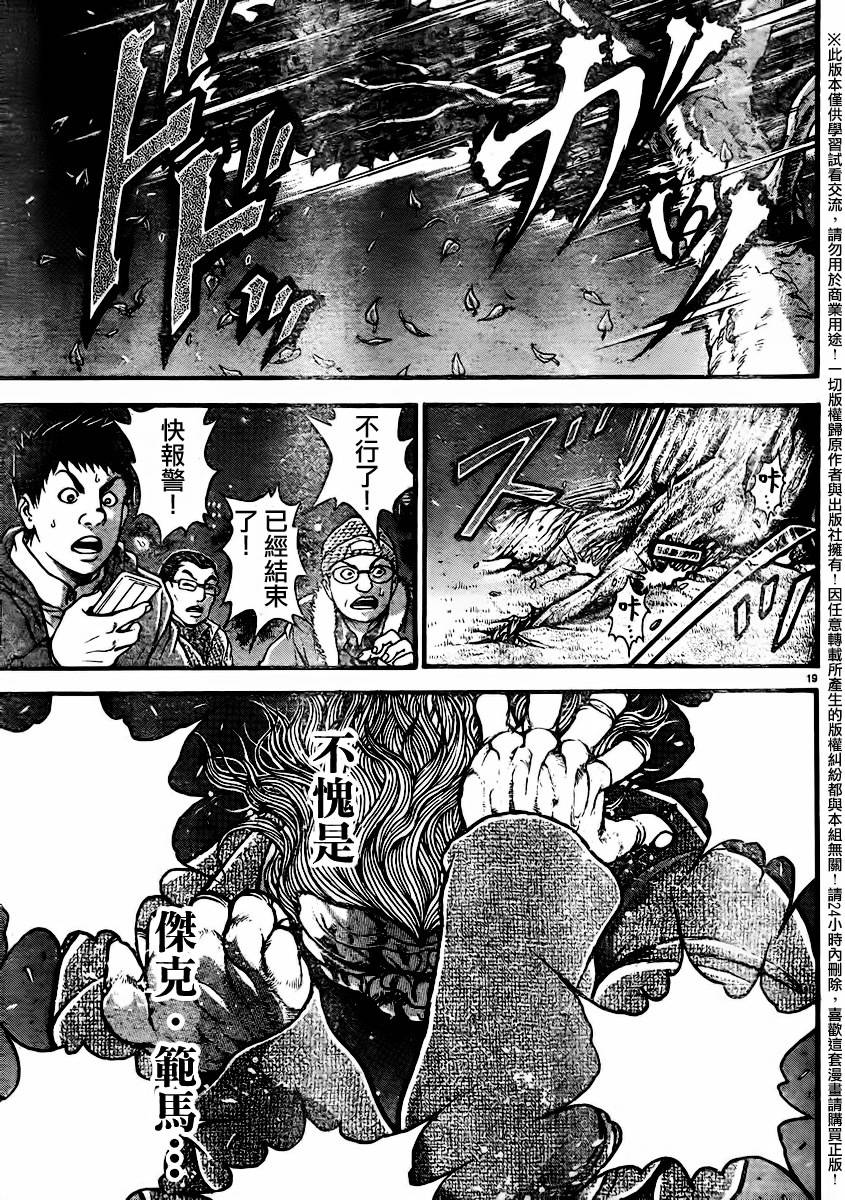 ※此版本僅供學習試看交流，請勿用於商業用途！一切版權歸原作者與出版社擁有！因任意轉載所產生的版權糾紛都與本組無關！請24小時內刪除，喜歡這套漫畫請購買正版！
ガガッ
ドドドッ
ズズ
咔
咔
19
不行了！
已經結束
了！
快報警！
不愧是
傑克・範馬…